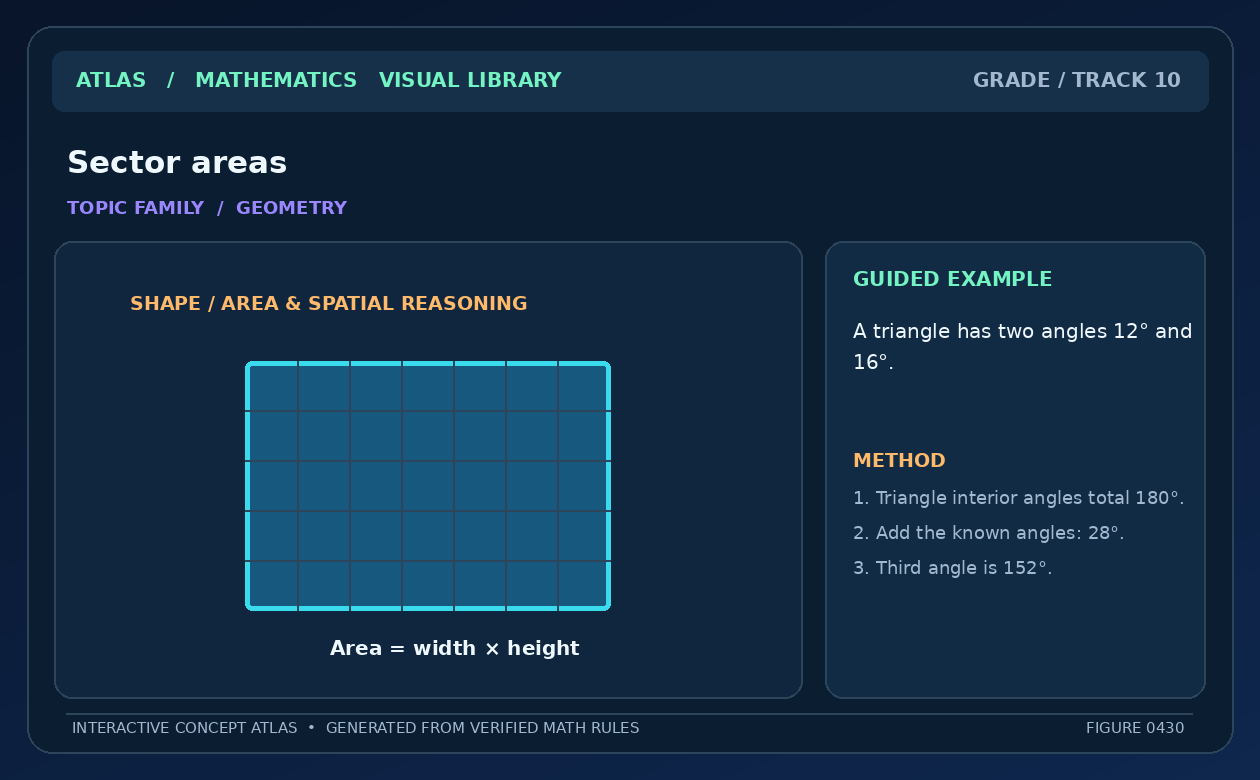 ATLAS / MATHEMATICS VISUAL LIBRARY
GRADE / TRACK 10
Sector areas
TOPIC FAMILY / GEOMETRY
SHAPE / AREA & SPATIAL REASONING
Area = width × height
GUIDED EXAMPLE
A triangle has two angles 12° and
16°.
METHOD
1. Triangle interior angles total 180°.
2. Add the known angles: 28°.
3. Third angle is 152°.
INTERACTIVE CONCEPT ATLAS • GENERATED FROM VERIFIED MATH RULES
FIGURE 0430